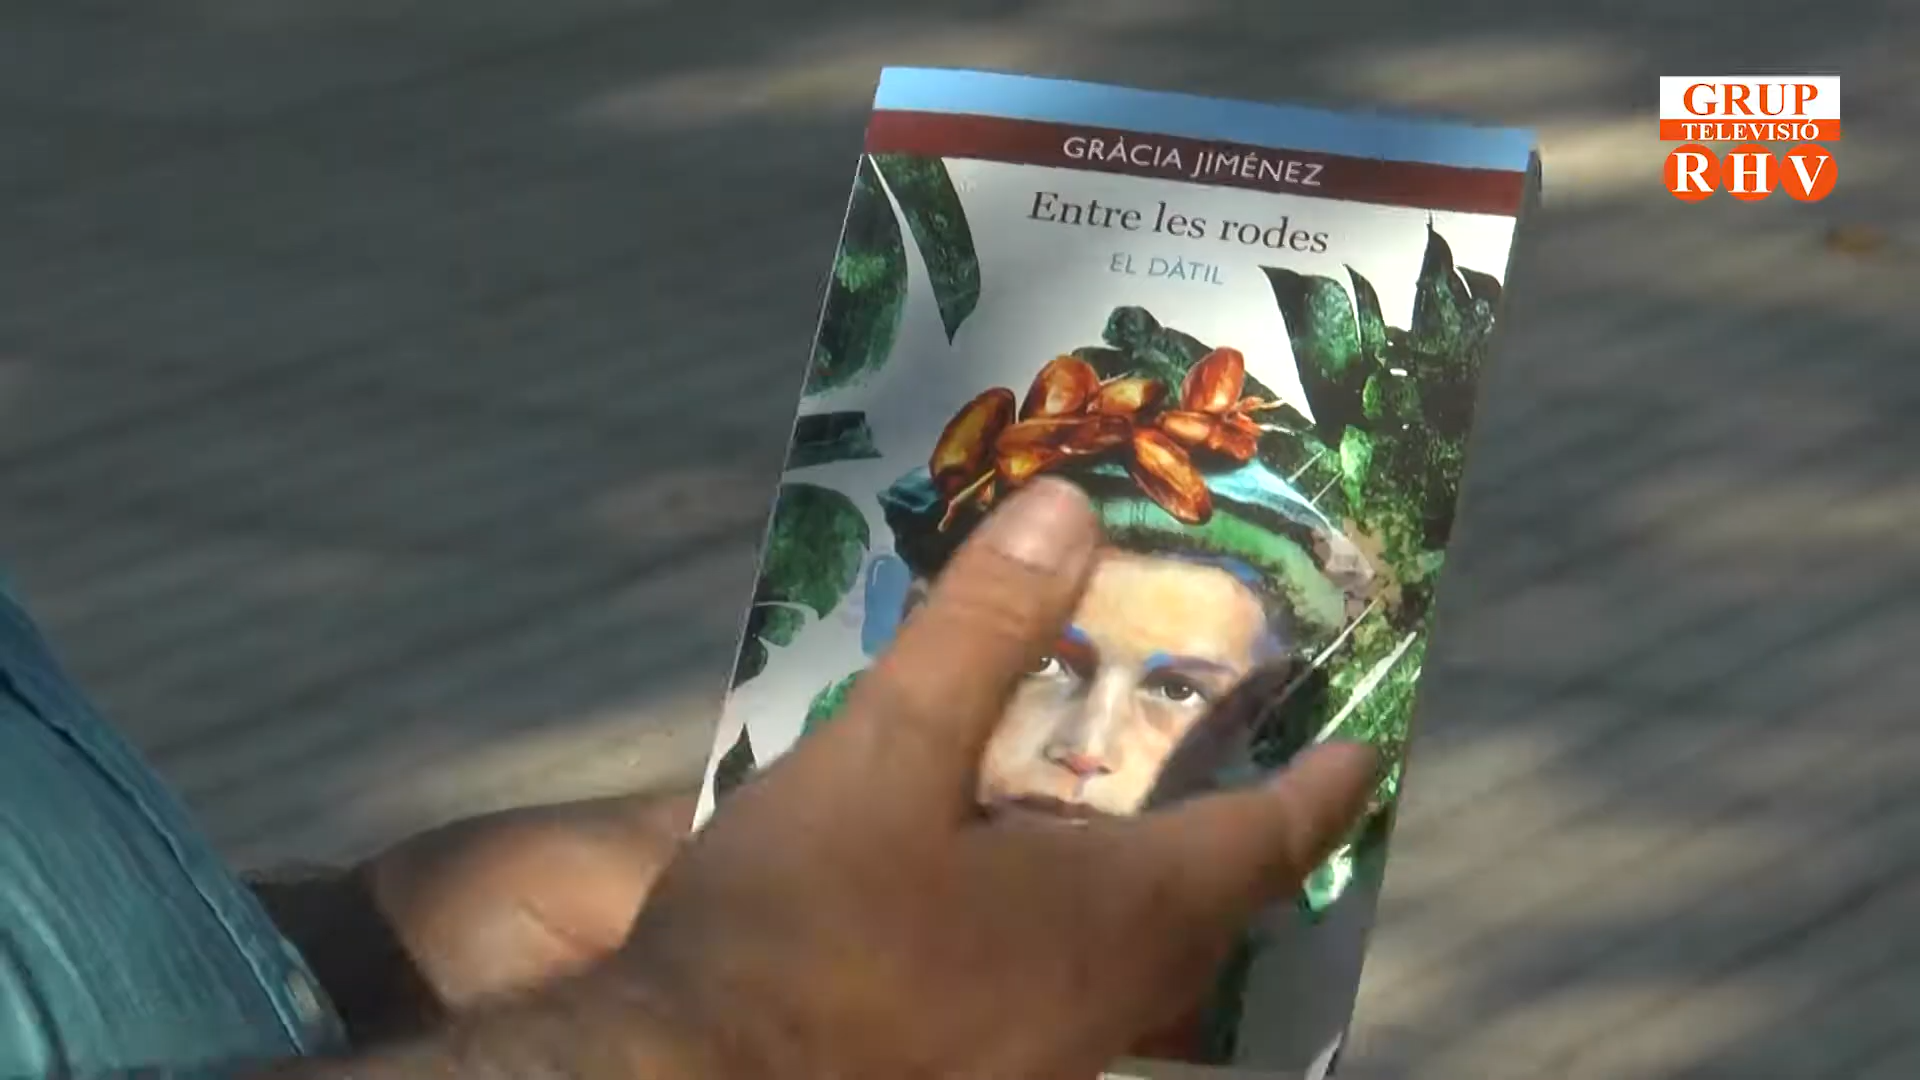 GRÀCIA JIMÉNEZ
Entre les rodes
EL DÀTIL
GRUP
TELEVISIÓ
RHV